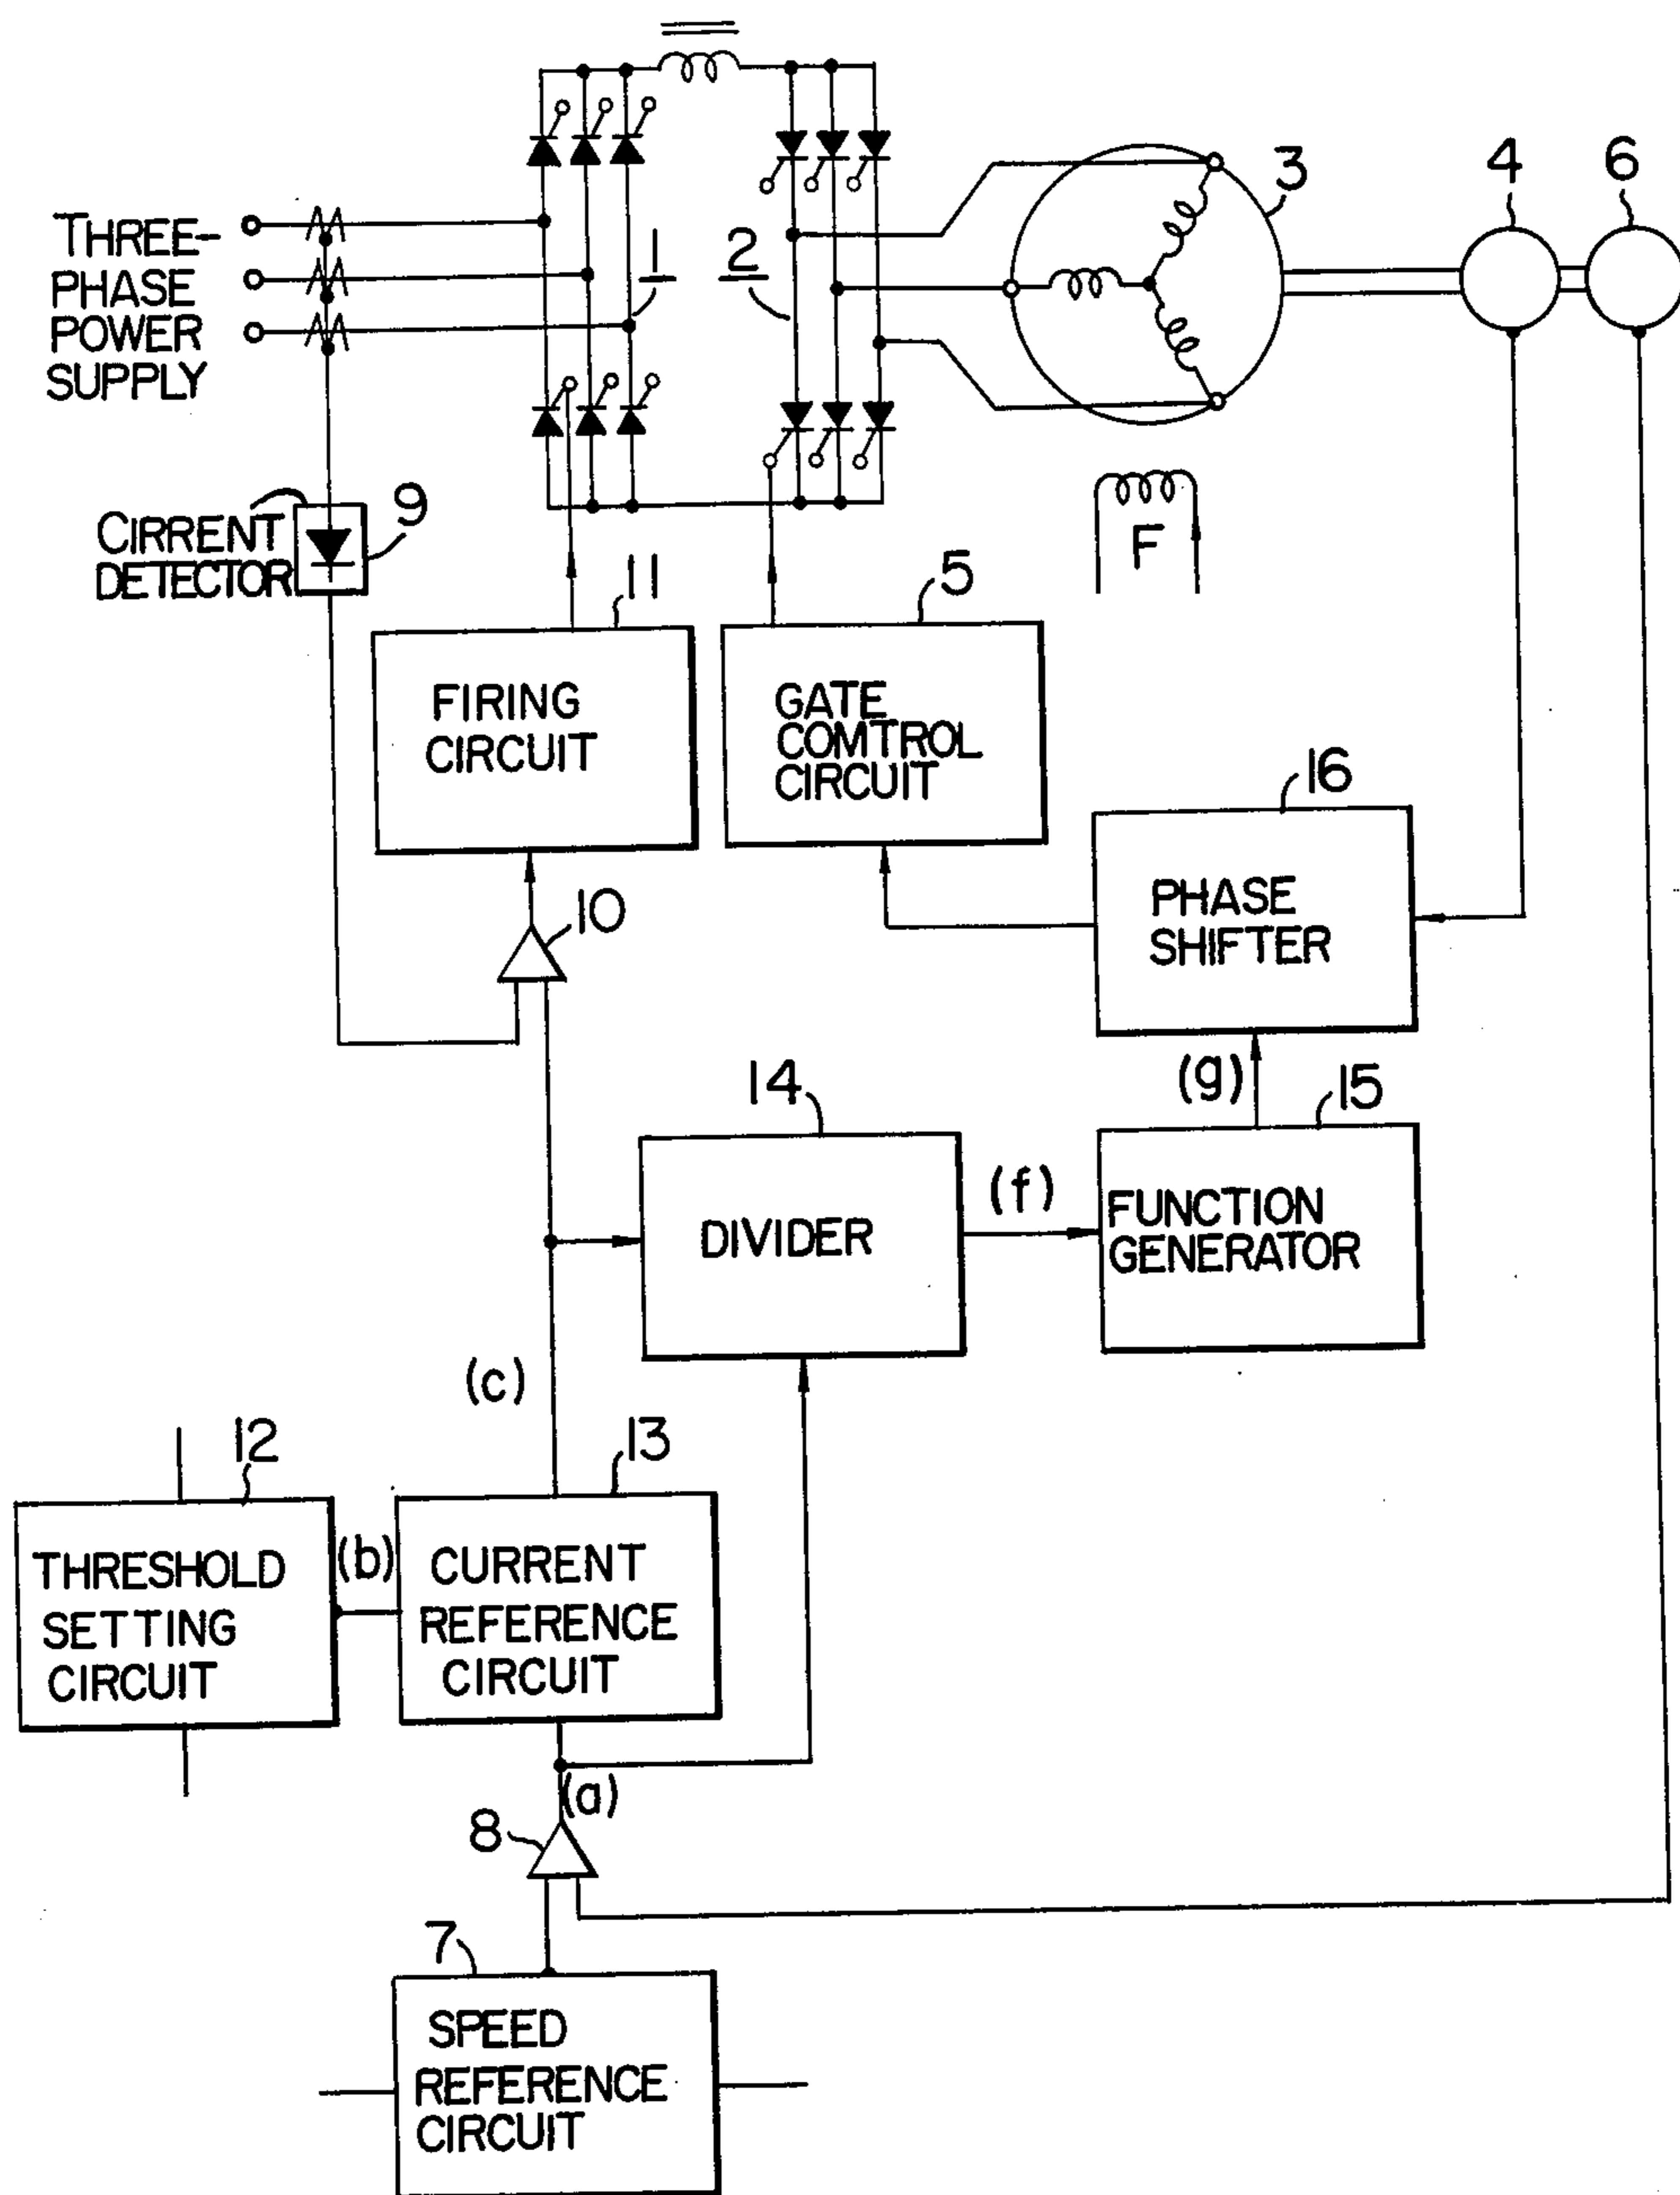 THREE-
PHASE
POWER
SUPPLY
1
2
3
4
6
CIRRENT
DETECTOR
9
F
11
FIRING
CIRCUIT
5
GATE
COMTROL
CIRCUIT
16
PHASE
SHIFTER
10
(g)
14
DIVIDER
(f)
15
FUNCTION
GENERATOR
(c)
12
THRESHOLD
SETTING
CIRCUIT
(b)
13
CURRENT
REFERENCE
CIRCUIT
(a)
8
7
SPEED
REFERENCE
CIRCUIT